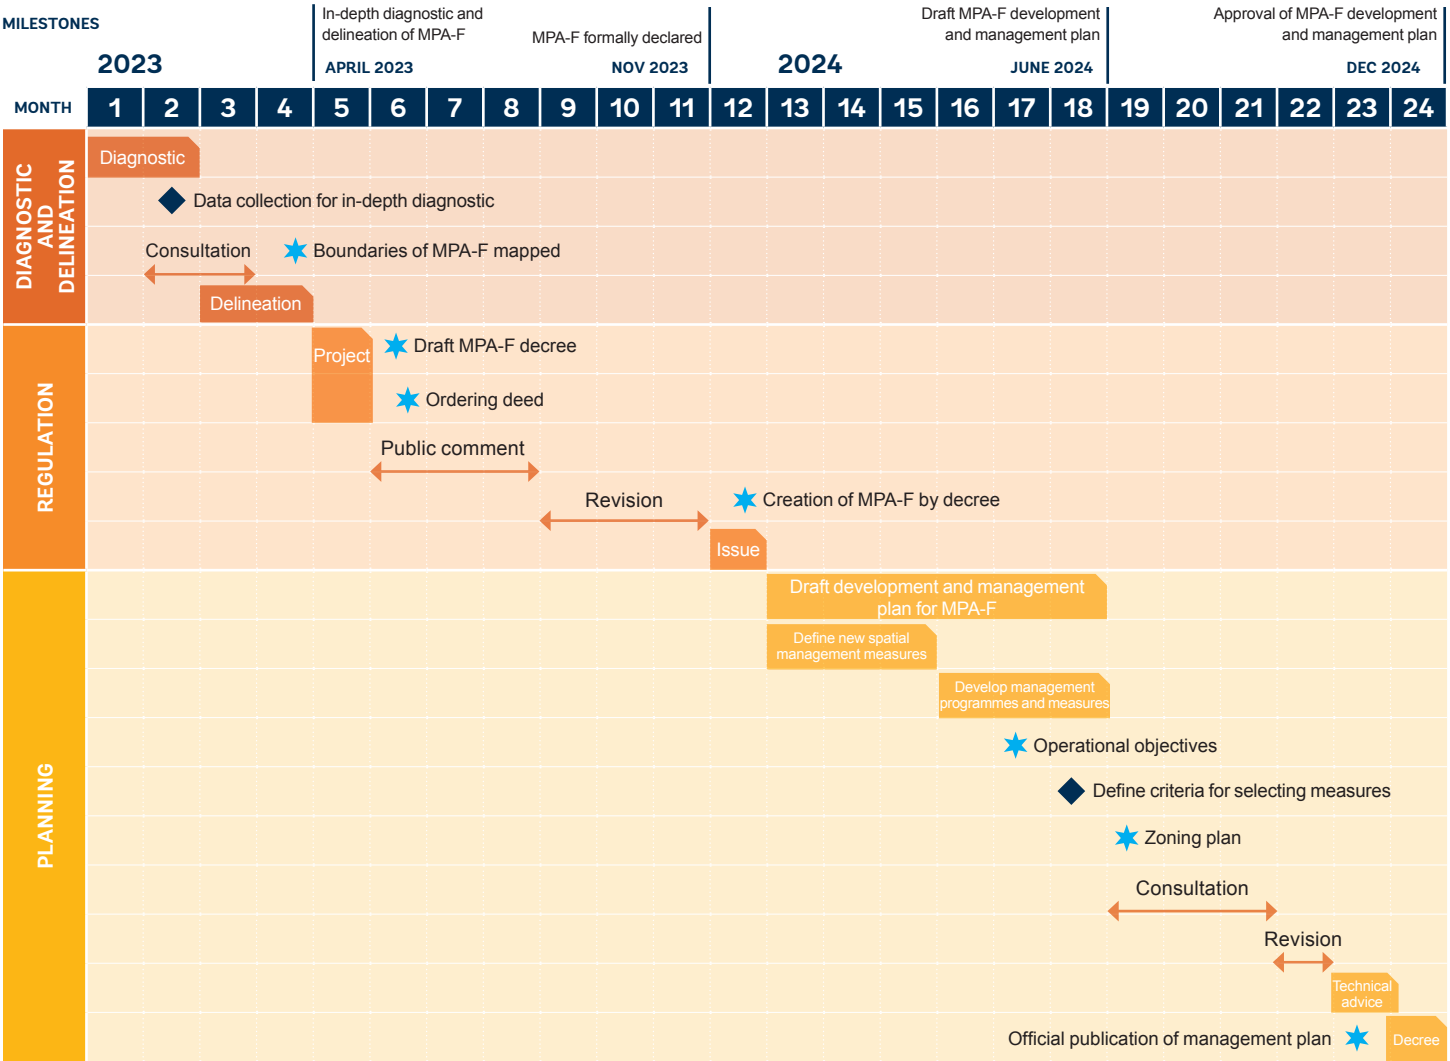 MILESTONES
In-depth diagnostic and
delineation of MPA-F
MPA-F formally declared
Draft MPA-F development
and management plan
Approval of MPA-F development
and management plan
2023
APRIL 2023
NOV 2023
2024
JUNE 2024
DEC 2024
MONTH
1 2 3 4 5 6 7 8 9 10 11 12 13 14 15 16 17 18 19 20 21 22 23 24
DIAGNOSTIC
AND
DELINEATION
Diagnostic
Data collection for in-depth diagnostic
Consultation
Boundaries of MPA-F mapped
Delineation
REGULATION
Project
Draft MPA-F decree
Ordering deed
Public comment
Revision
Creation of MPA-F by decree
Issue
PLANNING
Draft development and management
plan for MPA-F
Define new spatial
management measures
Develop management
programmes and measures
Operational objectives
Define criteria for selecting measures
Zoning plan
Consultation
Revision
Technical
advice
Official publication of management plan
Decree